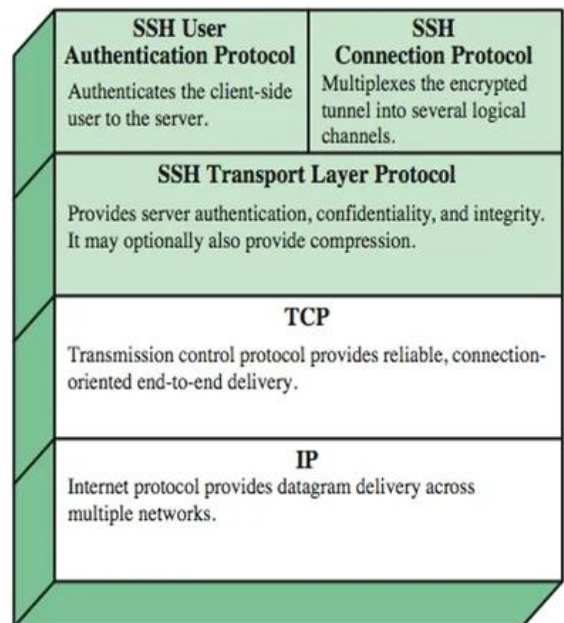 SSH User
Authentication Protocol
Authenticates the client-side
user to the server.
SSH
Connection Protocol
Multiplexes the encrypted
tunnel into several logical
channels.
SSH Transport Layer Protocol
Provides server authentication, confidentiality, and integrity.
It may optionally also provide compression.
TCP
Transmission control protocol provides reliable, connection-
oriented end-to-end delivery.
IP
Internet protocol provides datagram delivery across
multiple networks.